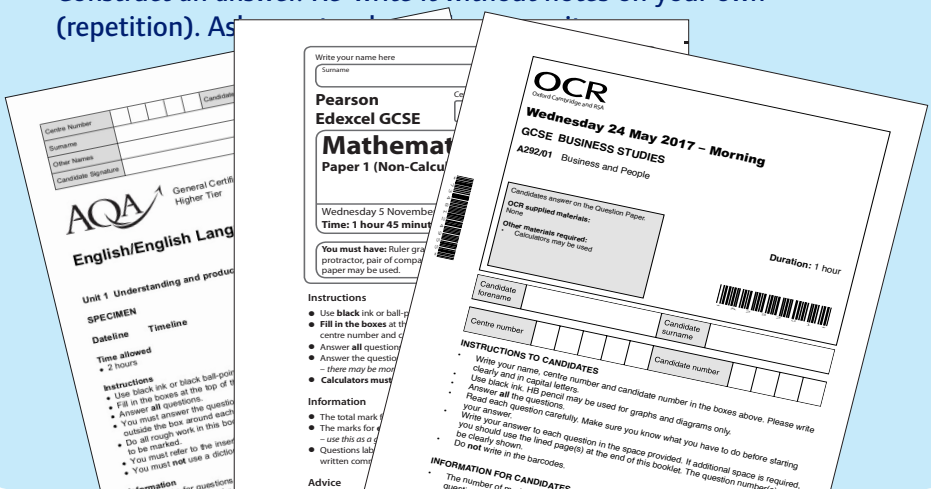 (repetition). As
Centre Number
Candidate
Surname
Other Names
Candidate Signature
AQA
General Certifi
Higher Tier
English/English Lang
Unit 1 Understanding and produc
SPECIMEN
Dateline Timeline
Time allowed
• 2 hours
Instructions
• Use black ink or black ball-poin
• Fill in the boxes at the top of t
• Answer all questions.
• You must answer the questio
outside the box around each
• Do all rough work in this boo
to be marked.
• You must refer to the inser
• You must not use a dictio
for questions
Write your name here
Surname
Ce
Pearson
Edexcel GCSE
Mathemat
Paper 1 (Non-Calcu
Wednesday 5 Novembe
Time: 1 hour 45 minut
You must have: Ruler gra
protractor, pair of compa
paper may be used.
Instructions
● Use black ink or ball-p
● Fill in the boxes at th
centre number and c
● Answer all question
● Answer the questio
– there may be mor
● Calculators must
Information
● The total mark f
● The marks for e
– use this as a g
● Questions lab
written comm
Advice
OCR
Oxford Cambridge and RSA
Wednesday 24 May 2017 – Morning
GCSE BUSINESS STUDIES
A292/01 Business and People
Candidates answer on the Question Paper.
OCR supplied materials:
None
Other materials required:
• Calculators may be used
Duration: 1 hour
Candidate
forename
Candidate
surname
Centre number
Candidate number
INSTRUCTIONS TO CANDIDATES
• Write your name, centre number and candidate number in the boxes above. Please write
clearly and in capital letters.
• Use black ink. HB pencil may be used for graphs and diagrams only.
• Answer all the questions.
• Read each question carefully. Make sure you know what you have to do before starting
your answer.
• Write your answer to each question in the space provided. If additional space is required,
you should use the lined page(s) at the end of this booklet. The question number(s)
be clearly shown.
• Do not write in the barcodes.
INFORMATION FOR CANDIDATES
• The number of m